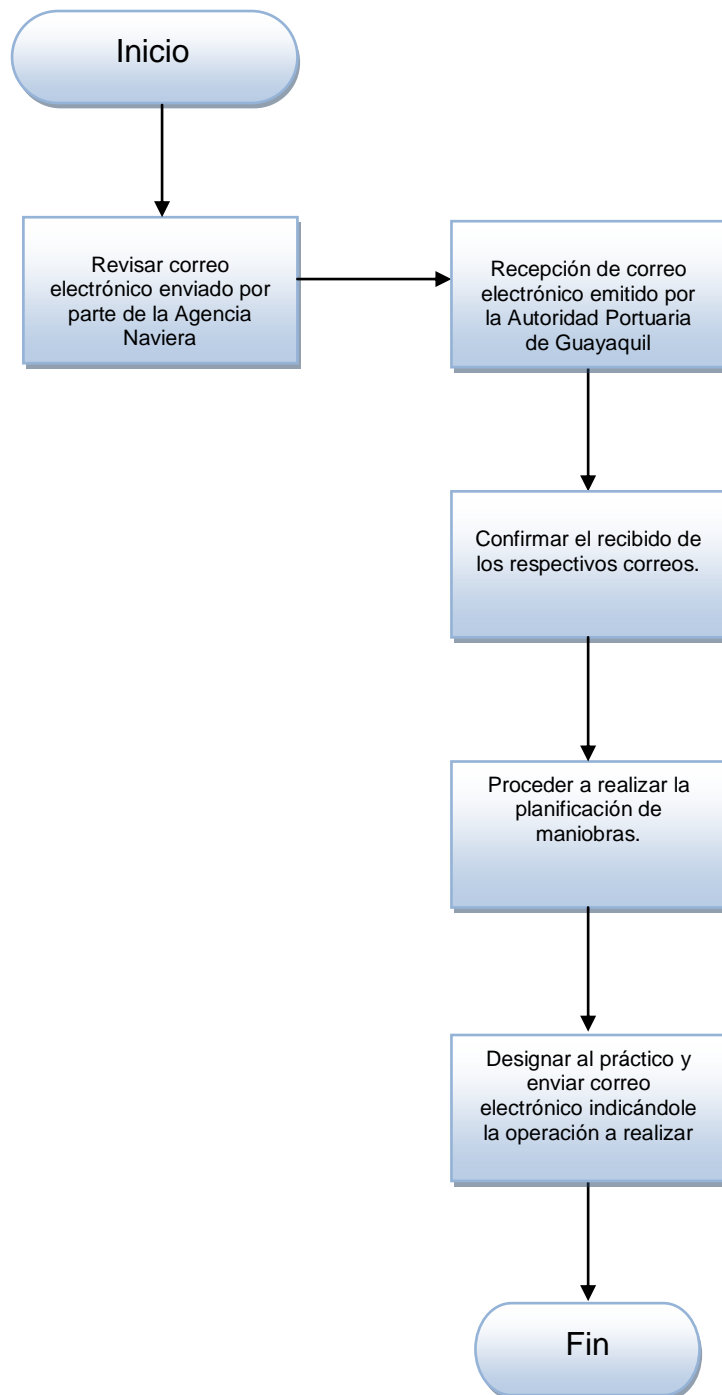 Inicio
Revisar correo
electrónico enviado por
parte de la Agencia
Naviera
Recepción de correo
electrónico emitido por
la Autoridad Portuaria
de Guayaquil
Confirmar el recibido de
los respectivos correos.
Proceder a realizar la
planificación de
maniobras.
Designar al práctico y
enviar correo
electrónico indicándole
la operación a realizar
Fin